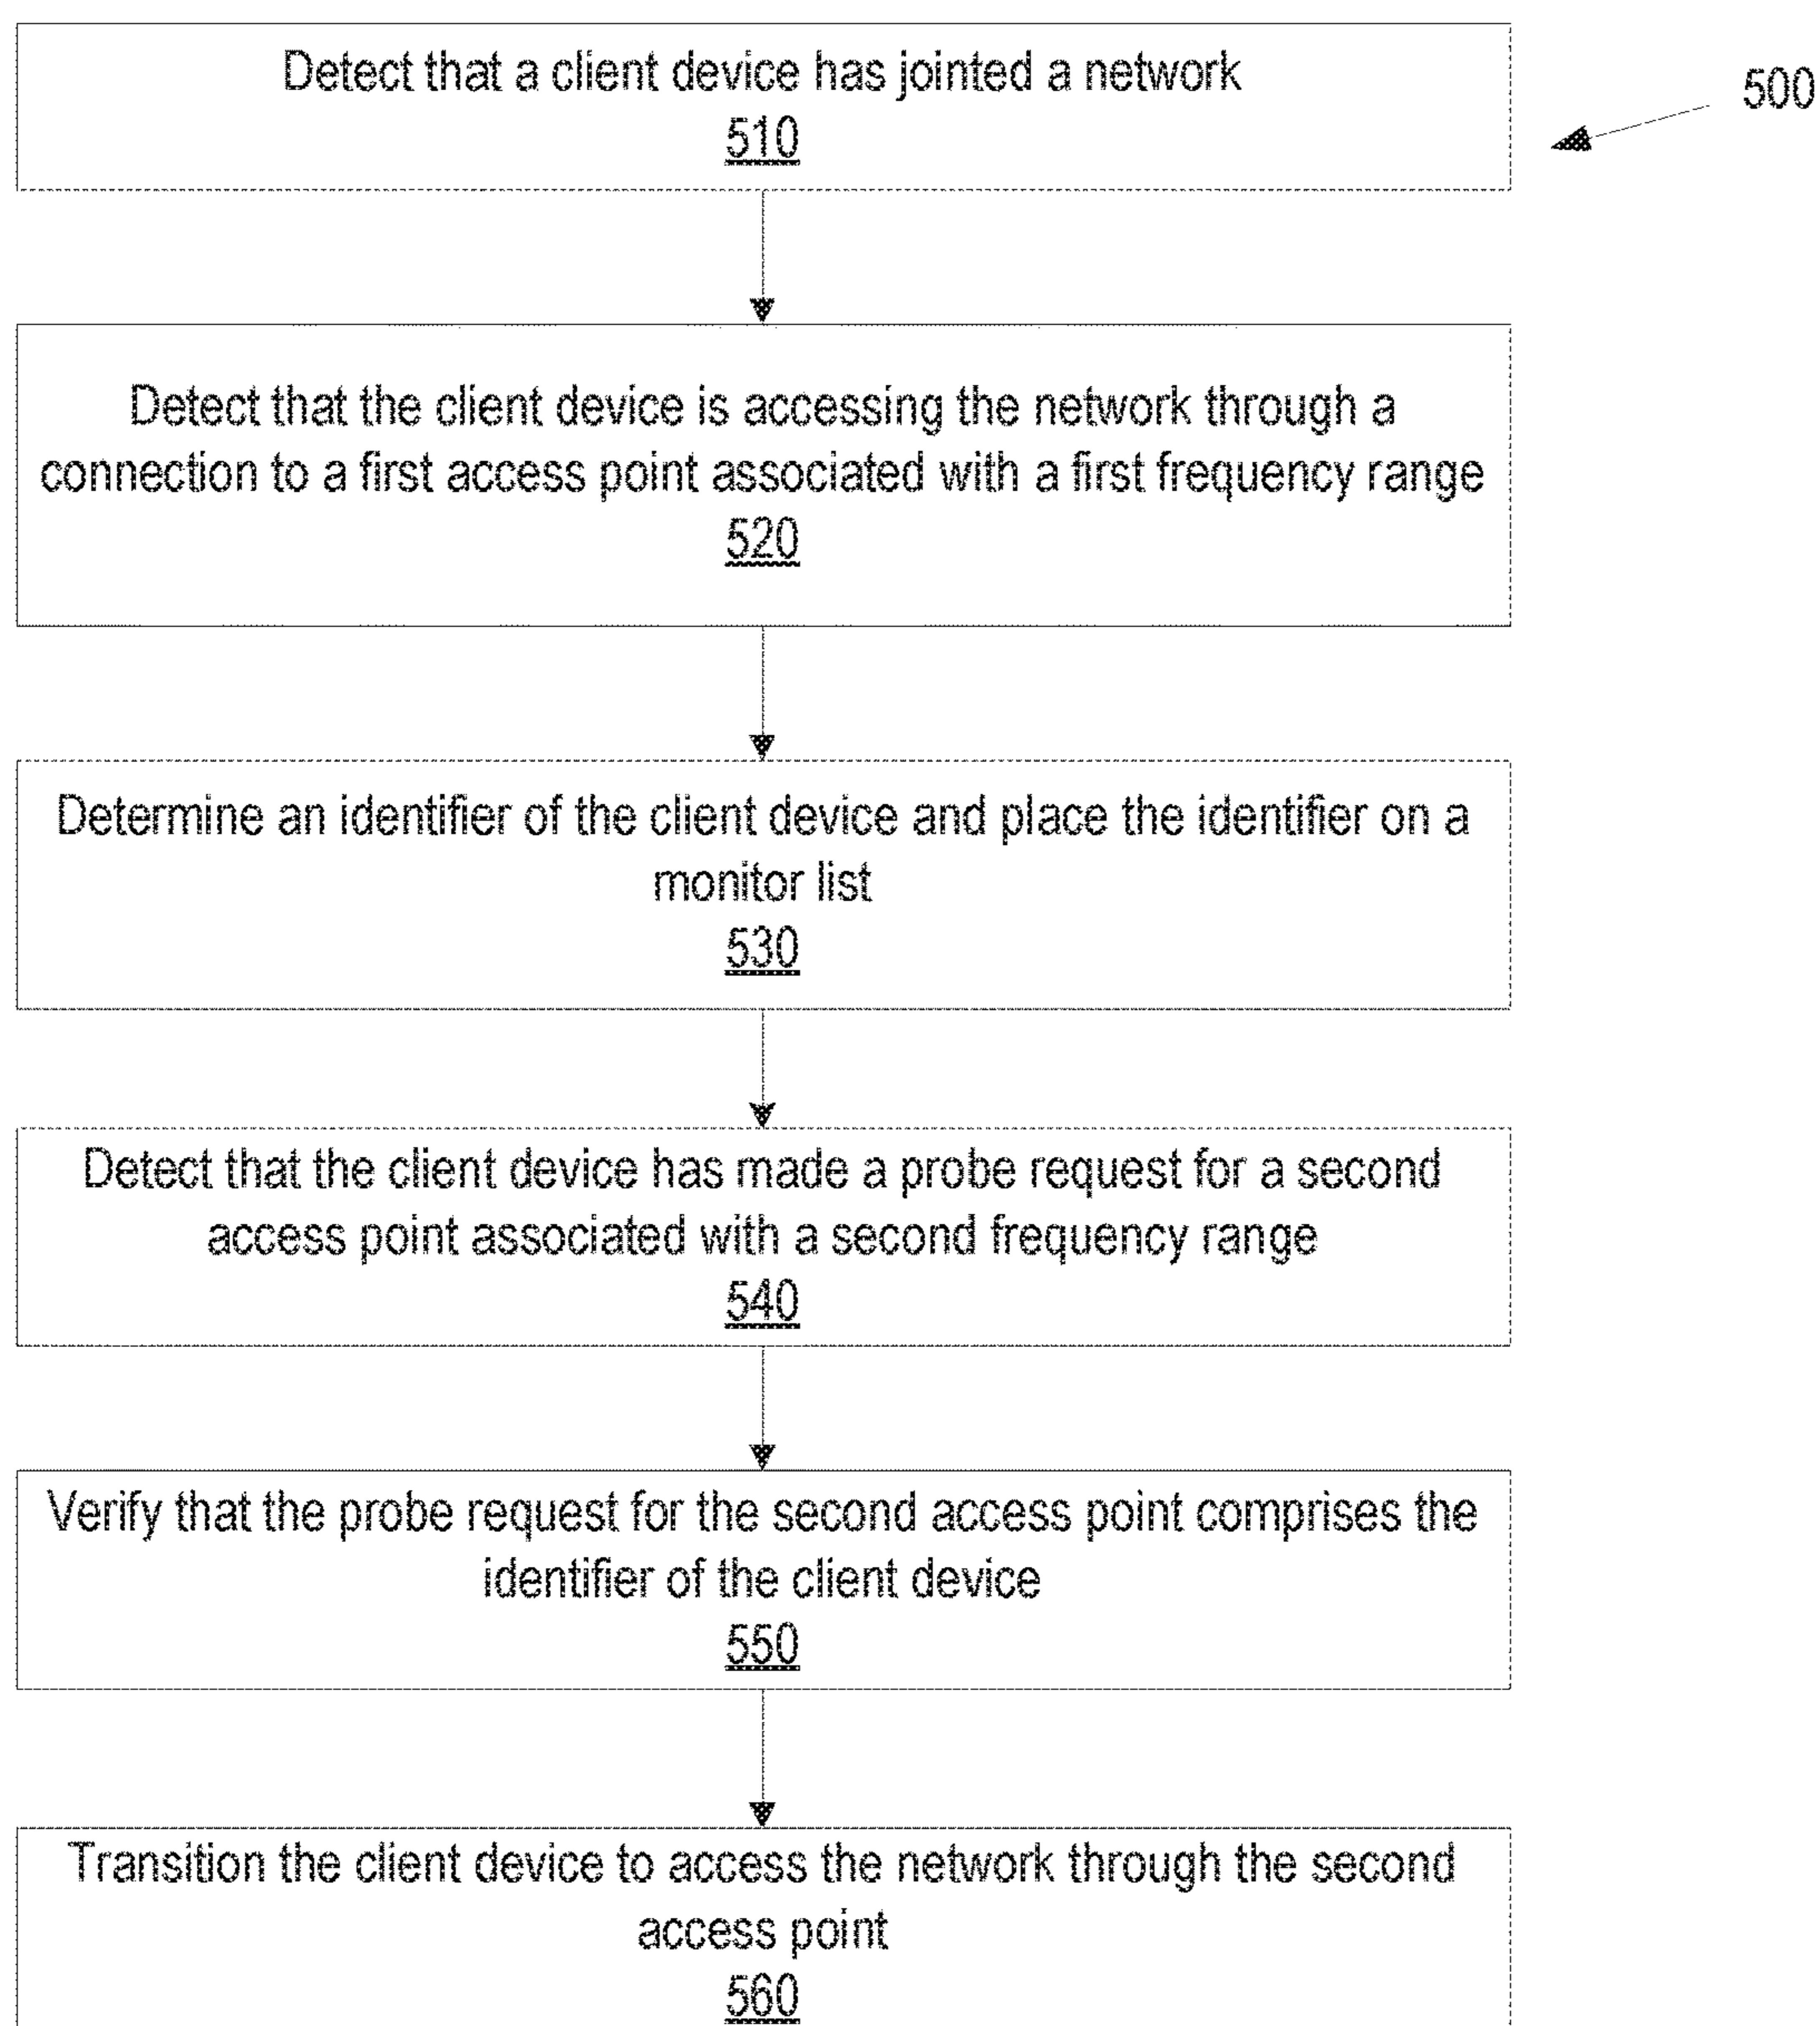 Detect that a client device has jointed a network
510
500
Detect that the client device is accessing the network through a
connection to a first access point associated with a first frequency range
520
Determine an identifier of the client device and place the identifier on a
monitor list
530
Detect that the client device has made a probe request for a second
access point associated with a second frequency range
540
Verify that the probe request for the second access point comprises the
identifier of the client device
550
Transition the client device to access the network through the second
access point
560